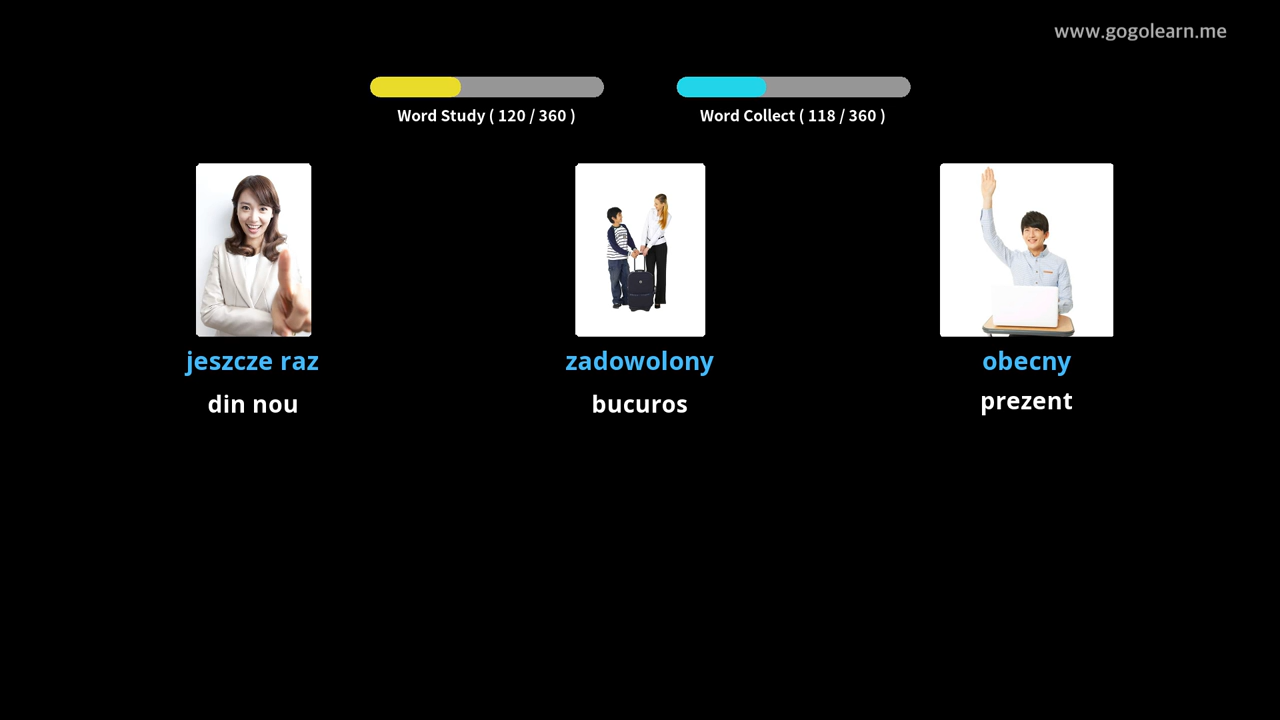 www.gogolearn.me
Word Study ( 120 / 360 )
Word Collect ( 118 / 360 )
jeszcze raz
din nou
zadowolony
bucuros
obecny
prezent